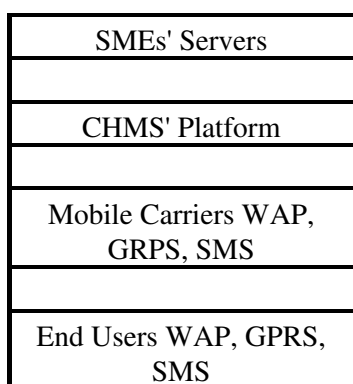 SMEs' Servers
CHMS' Platform
Mobile Carriers WAP,
GRPS, SMS
End Users WAP, GPRS,
SMS